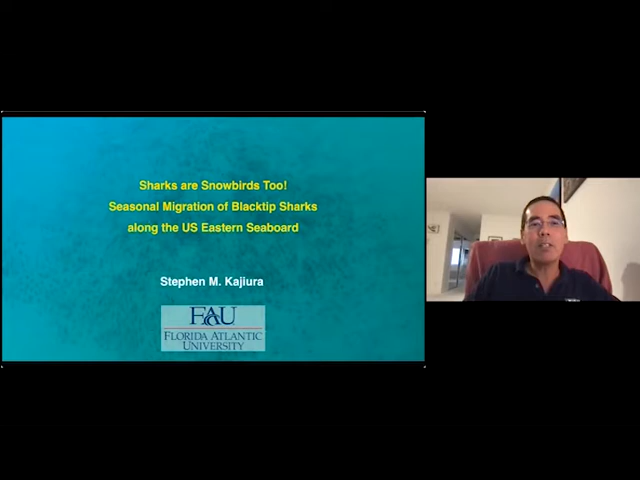 Sharks are Snowbirds Too!
Seasonal Migration of Blacktip Sharks
along the US Eastern Seaboard
Stephen M. Kajiura
FAU
FLORIDA ATLANTIC
UNIVERSITY